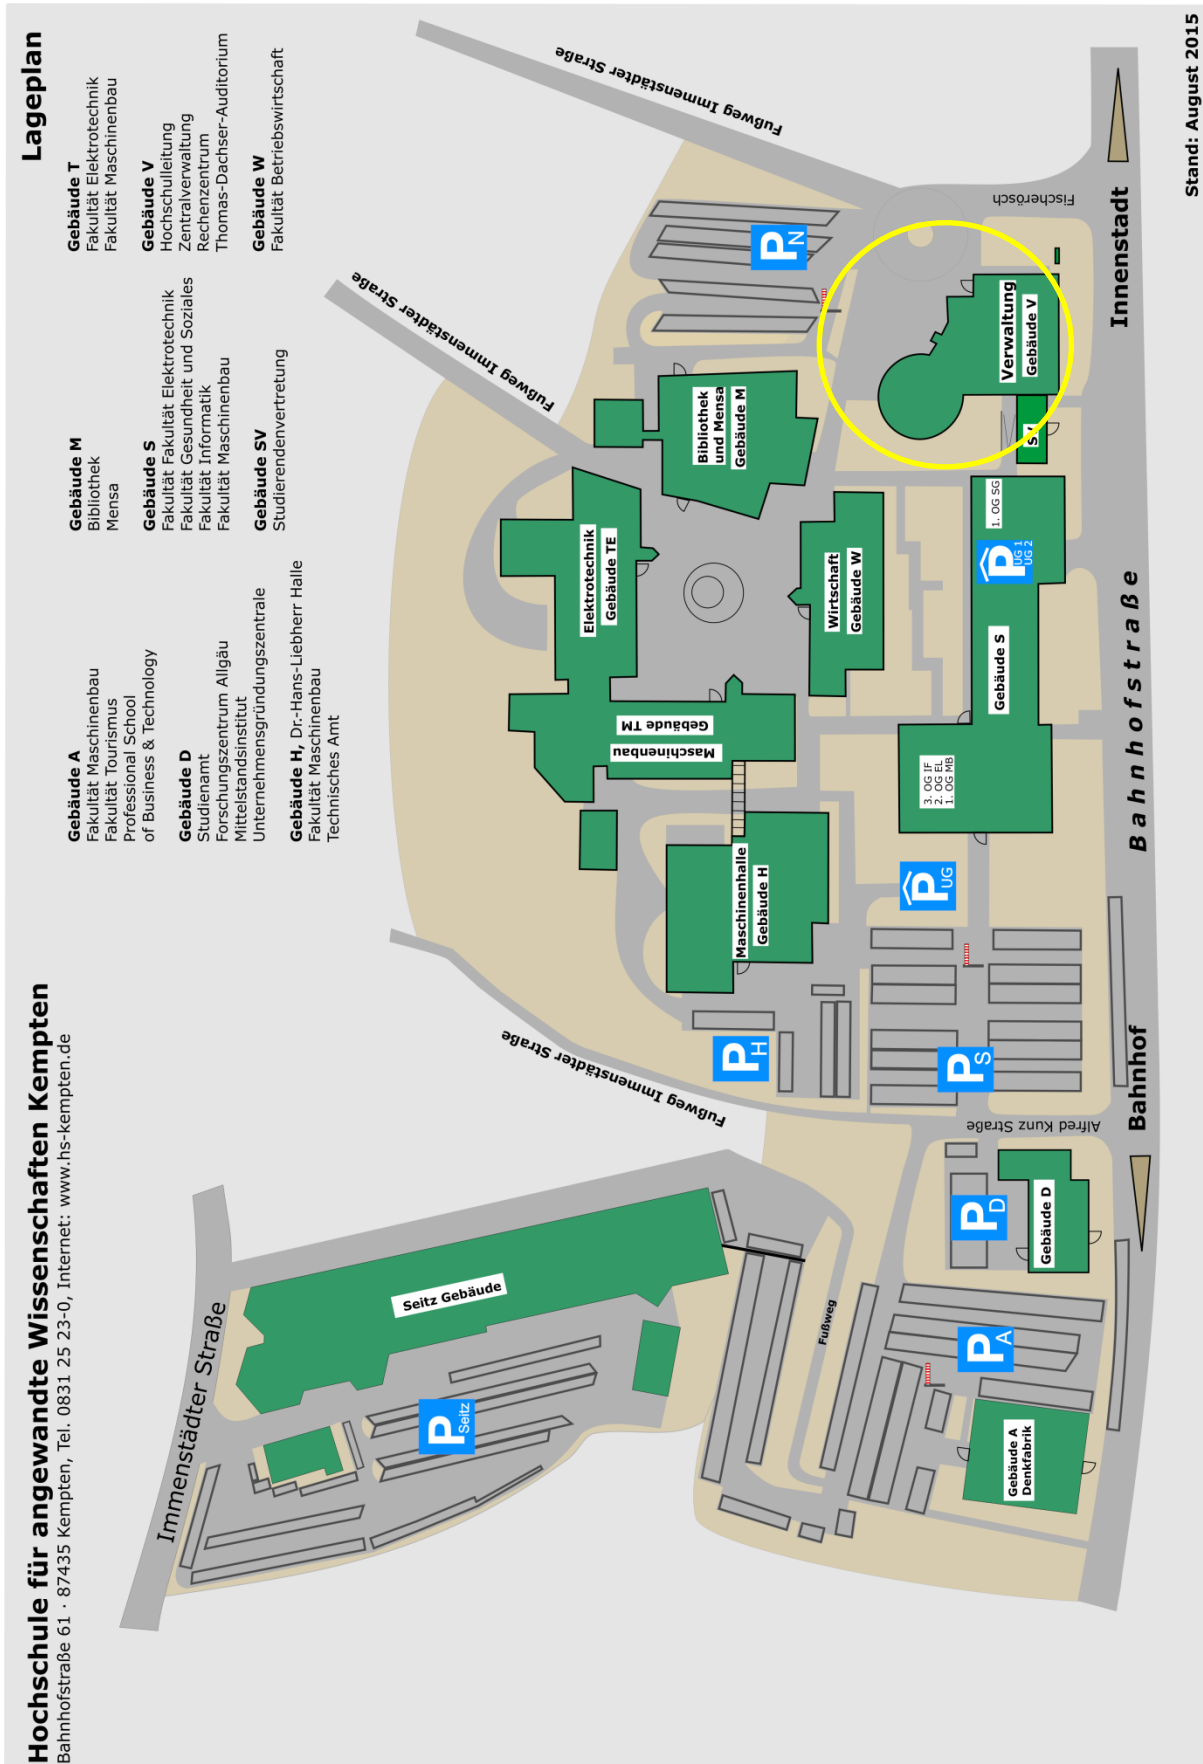 Hochschule für angewandte Wissenschaften Kempten
Bahnhofstraße 61 · 87435 Kempten, Tel. 0831 25 23-0, Internet: www.hs-kempten.de
Lageplan
Gebäude A
Fakultät Maschinenbau
Fakultät Tourismus
Professional School
of Business & Technology
Gebäude D
Studienamt
Forschungszentrum Allgäu
Mittelstandsinstitut
Unternehmensgründungszentrale
Gebäude H, Dr.-Hans-Liebherr Halle
Fakultät Maschinenbau
Technisches Amt
Gebäude M
Bibliothek
Mensa
Gebäude S
Fakultät Fakultät Elektrotechnik
Fakultät Gesundheit und Soziales
Fakultät Informatik
Fakultät Maschinenbau
Gebäude SV
Studierendenvertretung
Gebäude T
Fakultät Elektrotechnik
Fakultät Maschinenbau
Gebäude V
Hochschulleitung
Zentralverwaltung
Rechenzentrum
Thomas-Dachser-Auditorium
Gebäude W
Fakultät Betriebswirtschaft
Immenstädter Straße
Seitz Gebäude
P Seitz
Fußweg Immenstädter Straße
Fußweg Immenstädter Straße
Fußweg Immenstädter Straße
Elektrotechnik
Gebäude TE
Maschinenbau
Gebäude TM
Bibliothek
und Mensa
Gebäude M
P N
Maschinenhalle
Gebäude H
P H
Wirtschaft
Gebäude W
Fußweg
P UG
P S
3. OG IF
2. OG EL
1. OG MB
Gebäude S
P UG 1
UG 2
1. OG SG
SV
Verwaltung
Gebäude V
Fischerösch
P D
P A
Gebäude A
Denkfabrik
Gebäude D
Alfred Kunz Straße
Bahnhof
Bahnhofstraße
Innenstadt
Stand: August 2015